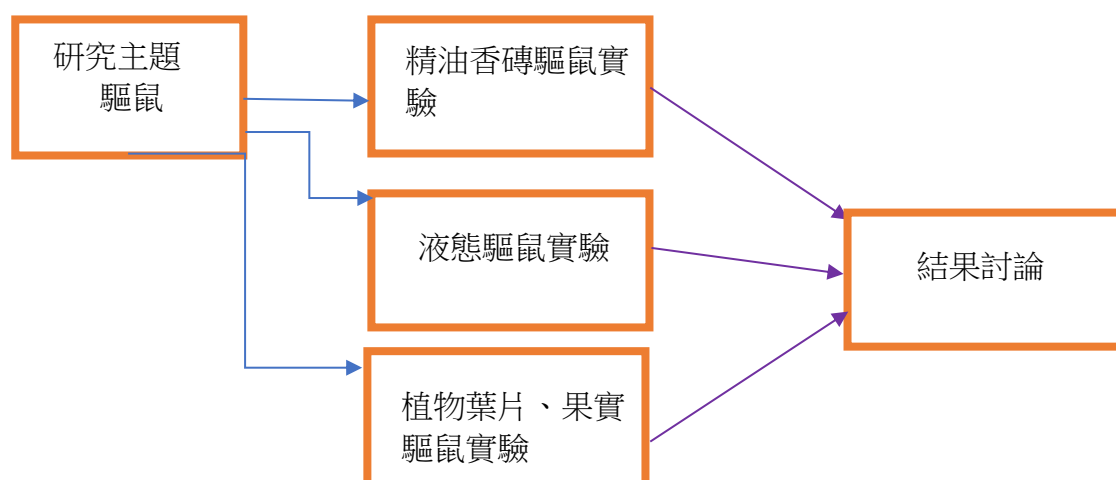 研究主題
驅鼠
精油香磚驅鼠實
驗
液態驅鼠實驗
植物葉片、果實
驅鼠實驗
結果討論